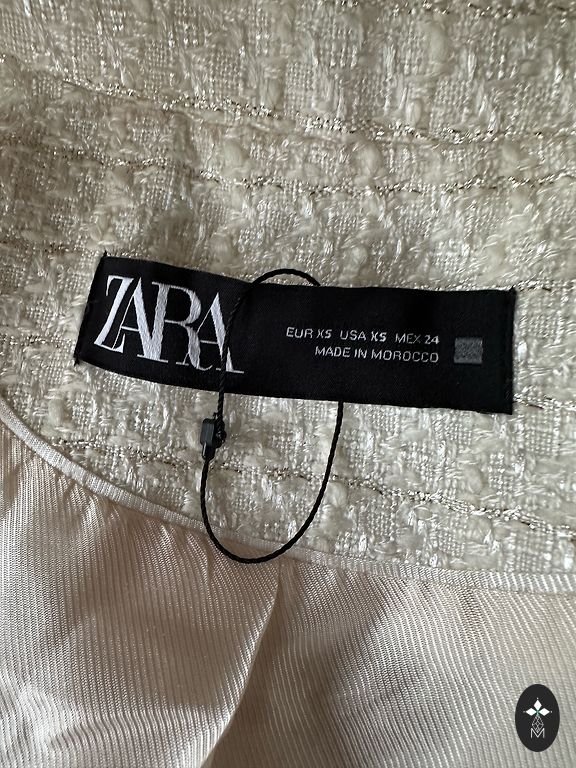 ZARA
EUR XS USA XS MEX 24
MADE IN MOROCCO
M